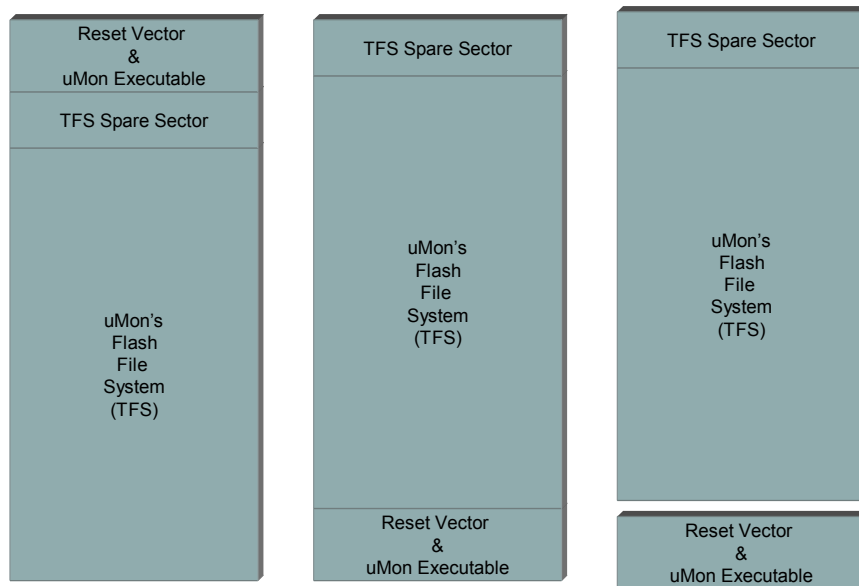 Reset Vector
&
uMon Executable
TFS Spare Sector
uMon's
Flash
File
System
(TFS)
TFS Spare Sector
uMon's
Flash
File
System
(TFS)
Reset Vector
&
uMon Executable
TFS Spare Sector
uMon's
Flash
File
System
(TFS)
Reset Vector
&
uMon Executable